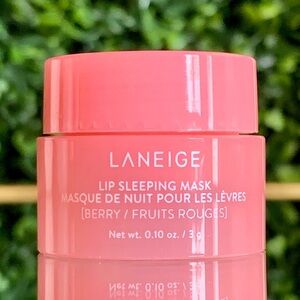 LANEIGE
LIP SLEEPING MASK
MASQUE DE NUIT POUR LES LÈVRES
[BERRY / FRUITS ROUGES]
Net wt. 0.10 oz. / 3 g